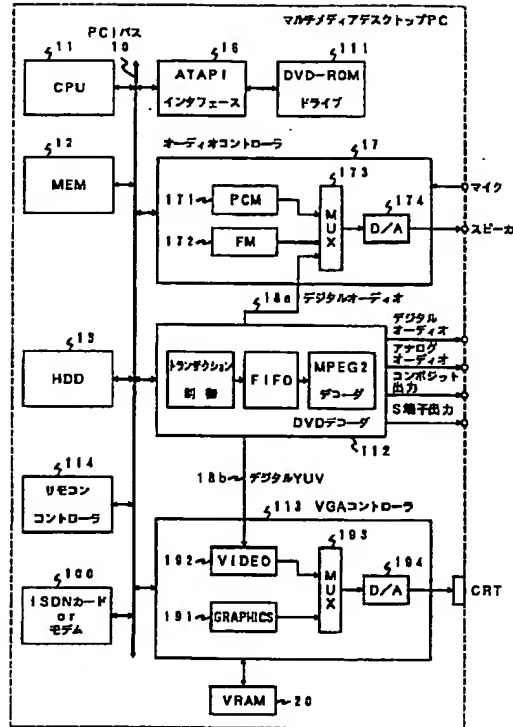 マルチメディアデスクトップPC
PCIバス
10
11
CPU
16
ATAPI
インタフェース
111
DVD-ROM
ドライブ
12
MEM
オーディオコントローラ
17
171
PCM
172
FM
173
MUX
174
D/A
マイク
スピーカ
18a
デジタルオーディオ
13
HDD
トランザクション
制御
FIFO
MPEG2
デコーダ
DVDデコーダ
112
デジタル
オーディオ
アナログ
オーディオ
コンポジット
出力
S端子出力
114
リモコン
コントローラ
18b
デジタルYUV
113
VGAコントローラ
192
VIDEO
191
GRAPHICS
193
MUX
194
D/A
CRT
100
ISDNカード
or
モデム
VRAM
20